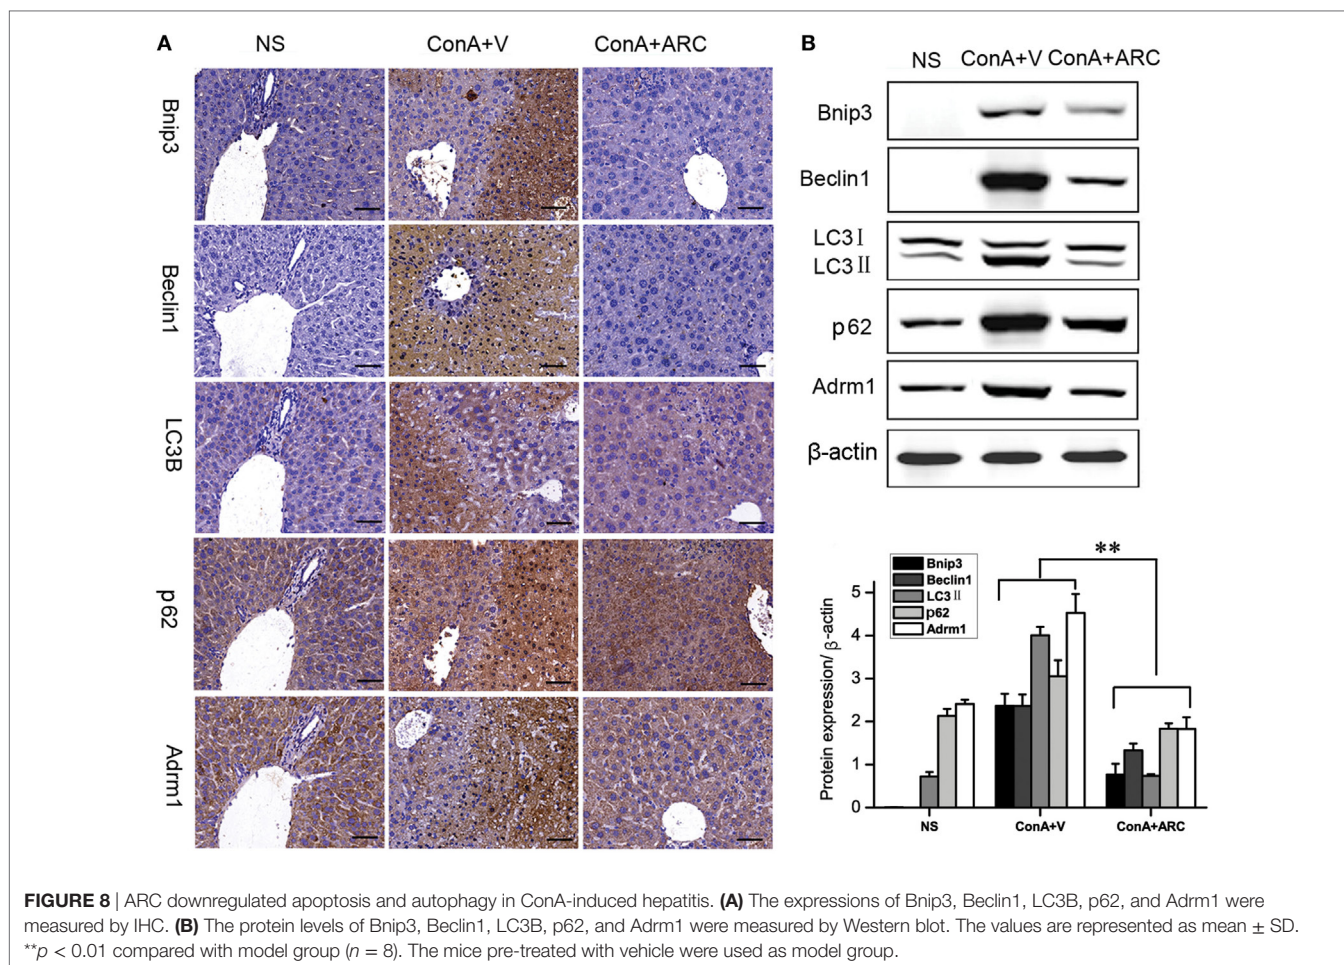 A
NS
ConA+V
ConA+ARC
Bnip3
Beclin1
LC3B
p62
Adrm1
B
NS ConA+V ConA+ARC
Bnip3
Beclin1
LC3Ⅰ
LC3Ⅱ
p62
Adrm1
β-actin
Protein expression/ β-actin
5
4
3
2
1
0
Bnip3
Beclin1
LC3Ⅱ
p62
Adrm1
**
NS ConA+V ConA+ARC
FIGURE 8 | ARC downregulated apoptosis and autophagy in ConA-induced hepatitis. (A) The expressions of Bnip3, Beclin1, LC3B, p62, and Adrm1 were
measured by IHC. (B) The protein levels of Bnip3, Beclin1, LC3B, p62, and Adrm1 were measured by Western blot. The values are represented as mean ± SD.
**p < 0.01 compared with model group (n = 8). The mice pre-treated with vehicle were used as model group.